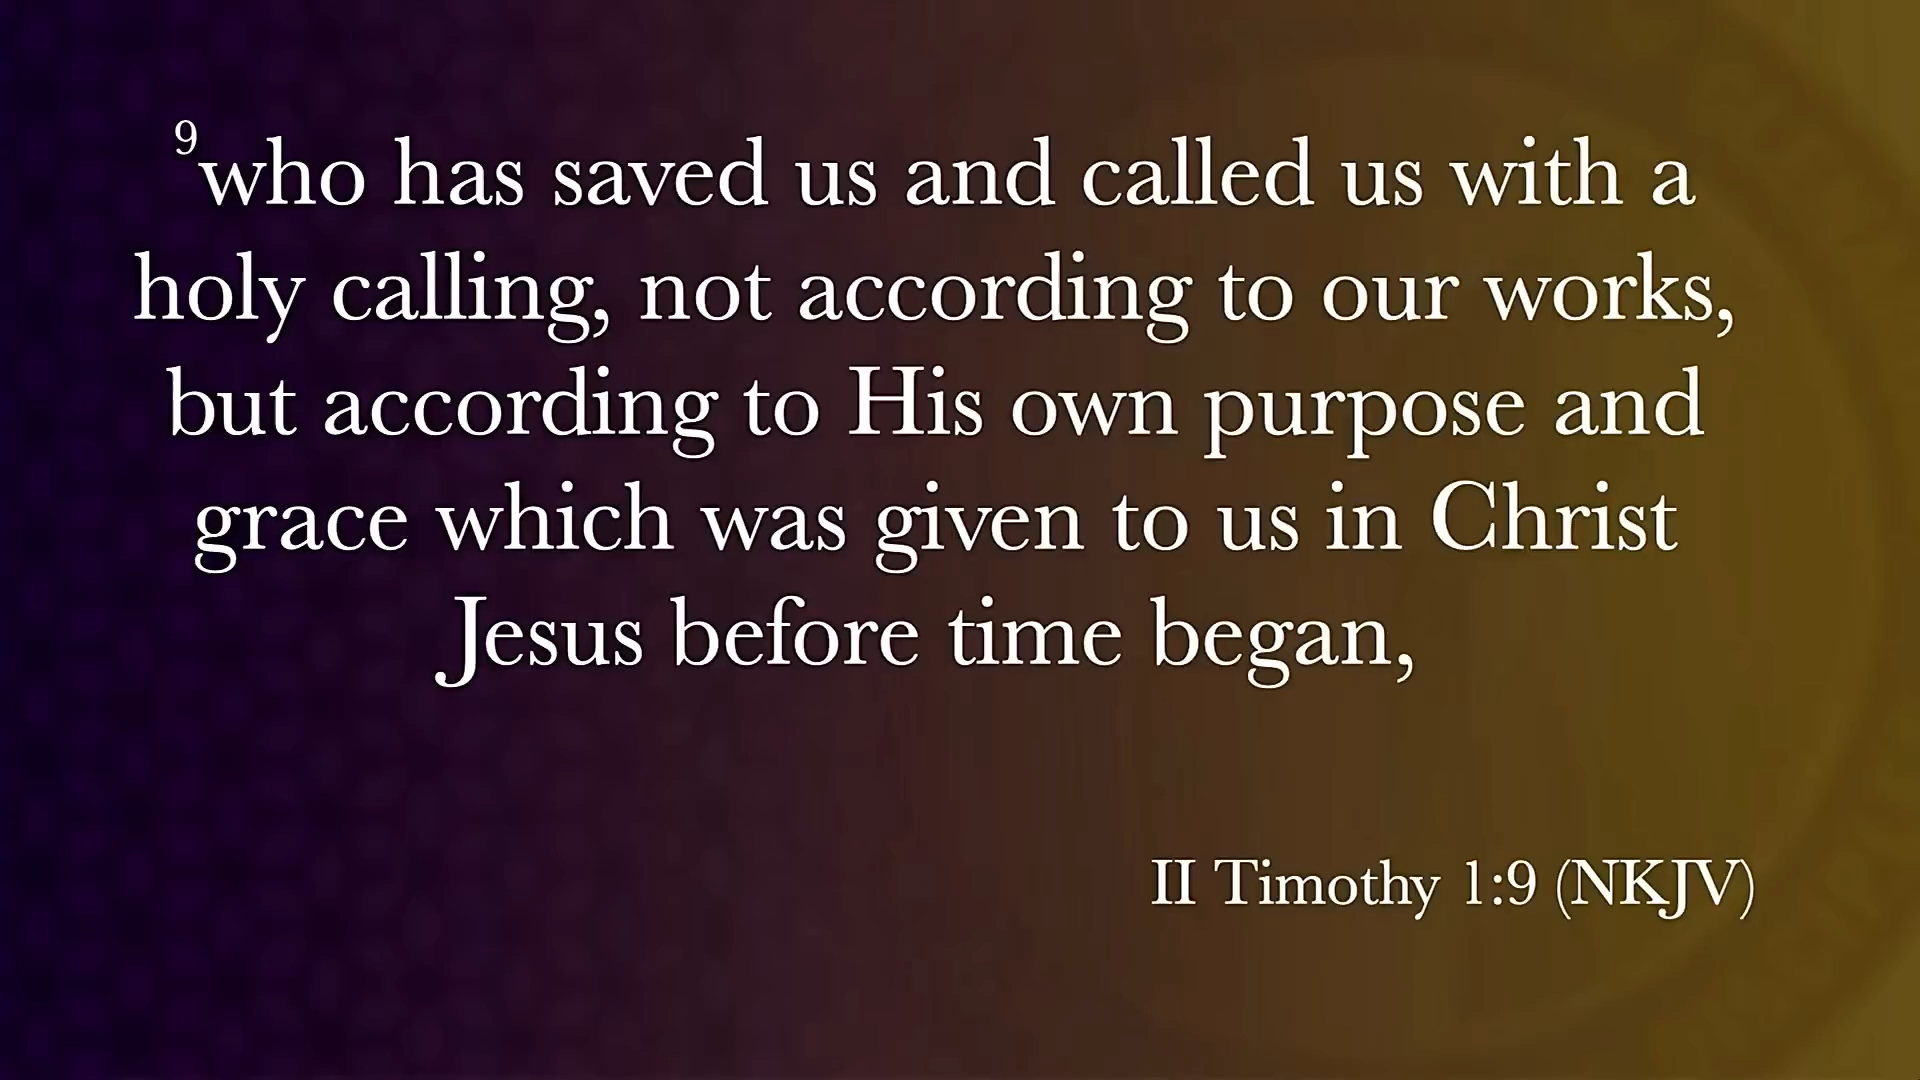 9who has saved us and called us with a
holy calling, not according to our works,
but according to His own purpose and
grace which was given to us in Christ
Jesus before time began,
II Timothy 1:9 (NKJV)